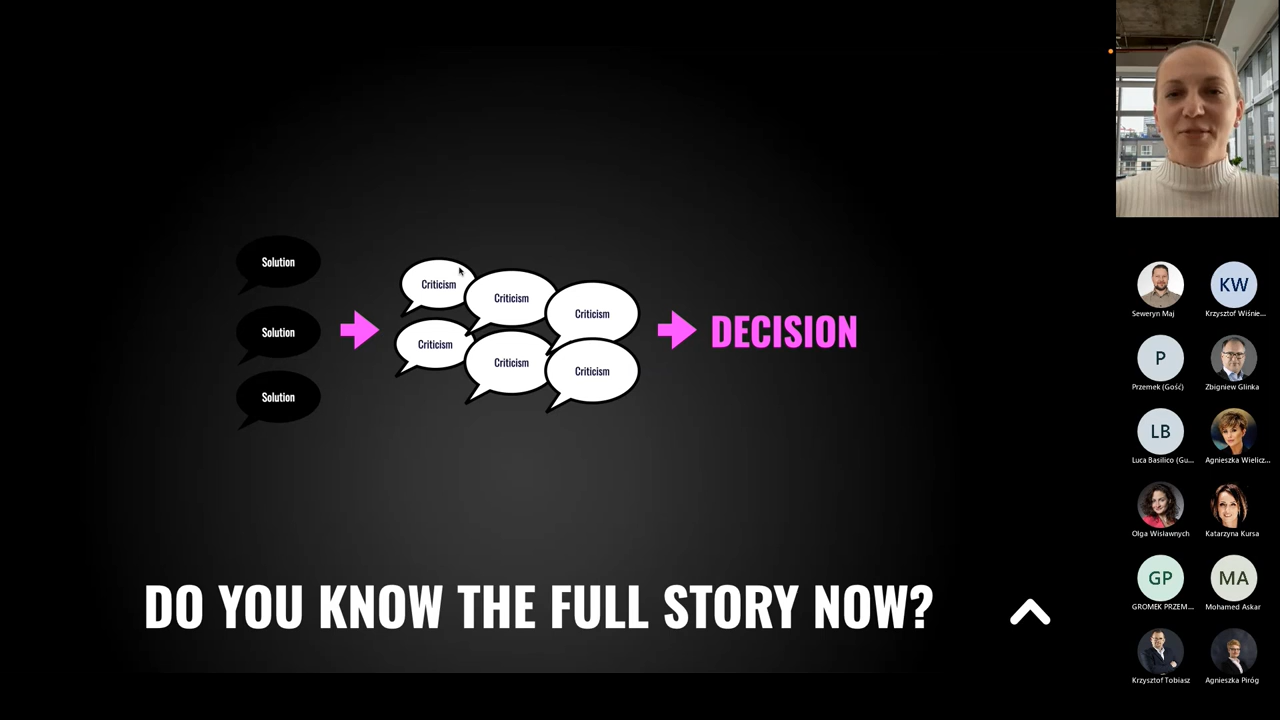 Solution
Solution
Solution
Criticism
Criticism
Criticism
Criticism
Criticism
Criticism
DECISION
DO YOU KNOW THE FULL STORY NOW?
KW
Seweryn Maj
Krzysztof Wiśnie...
P
Przemek (Gość)
Zbigniew Glinka
LB
Luca Basilico (Gu...
Agnieszka Wielicz...
Olga Wisławnych
Katarzyna Kursa
GP
MA
GROMEK PRZEM...
Mohamed Askar
Krzysztof Tobiasz
Agnieszka Piróg